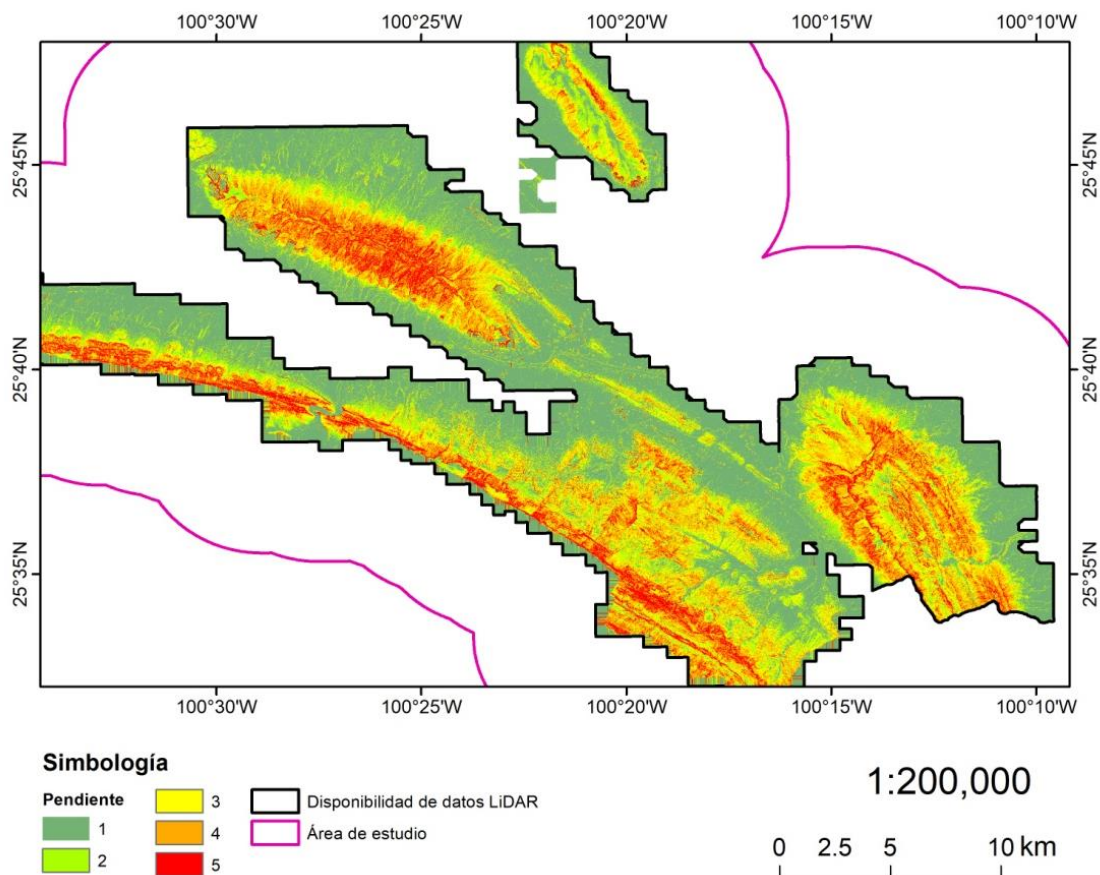 100°30'W 100°25'W 100°20'W 100°15'W 100°10'W
25°45'N 25°45'N
25°40'N 25°40'N
25°35'N 25°35'N
100°30'W 100°25'W 100°20'W 100°15'W 100°10'W
Simbología
Pendiente
1
2
3
4
5
Disponibilidad de datos LiDAR
Área de estudio
1:200,000
0 2.5 5 10 km